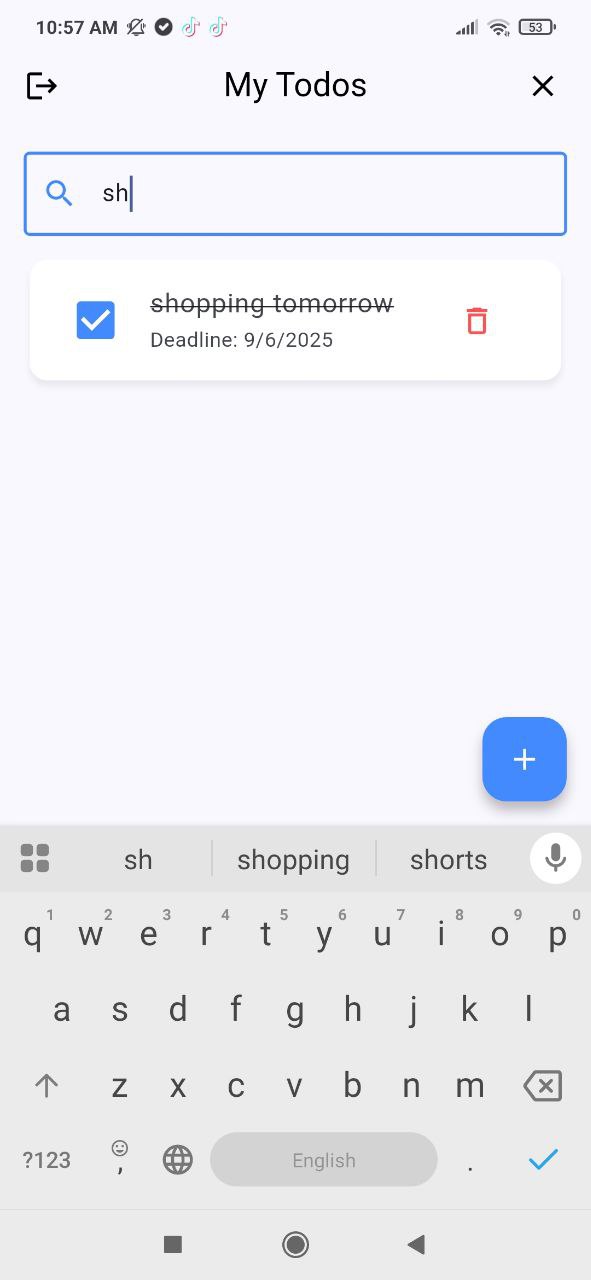 10:57 AM 53
My Todos
sh
shopping tomorrow
Deadline: 9/6/2025
sh shopping shorts
1 2 3 4 5 6 7 8 9 0
q w e r t y u i o p
a s d f g h j k l
z x c v b n m
?123 , English .